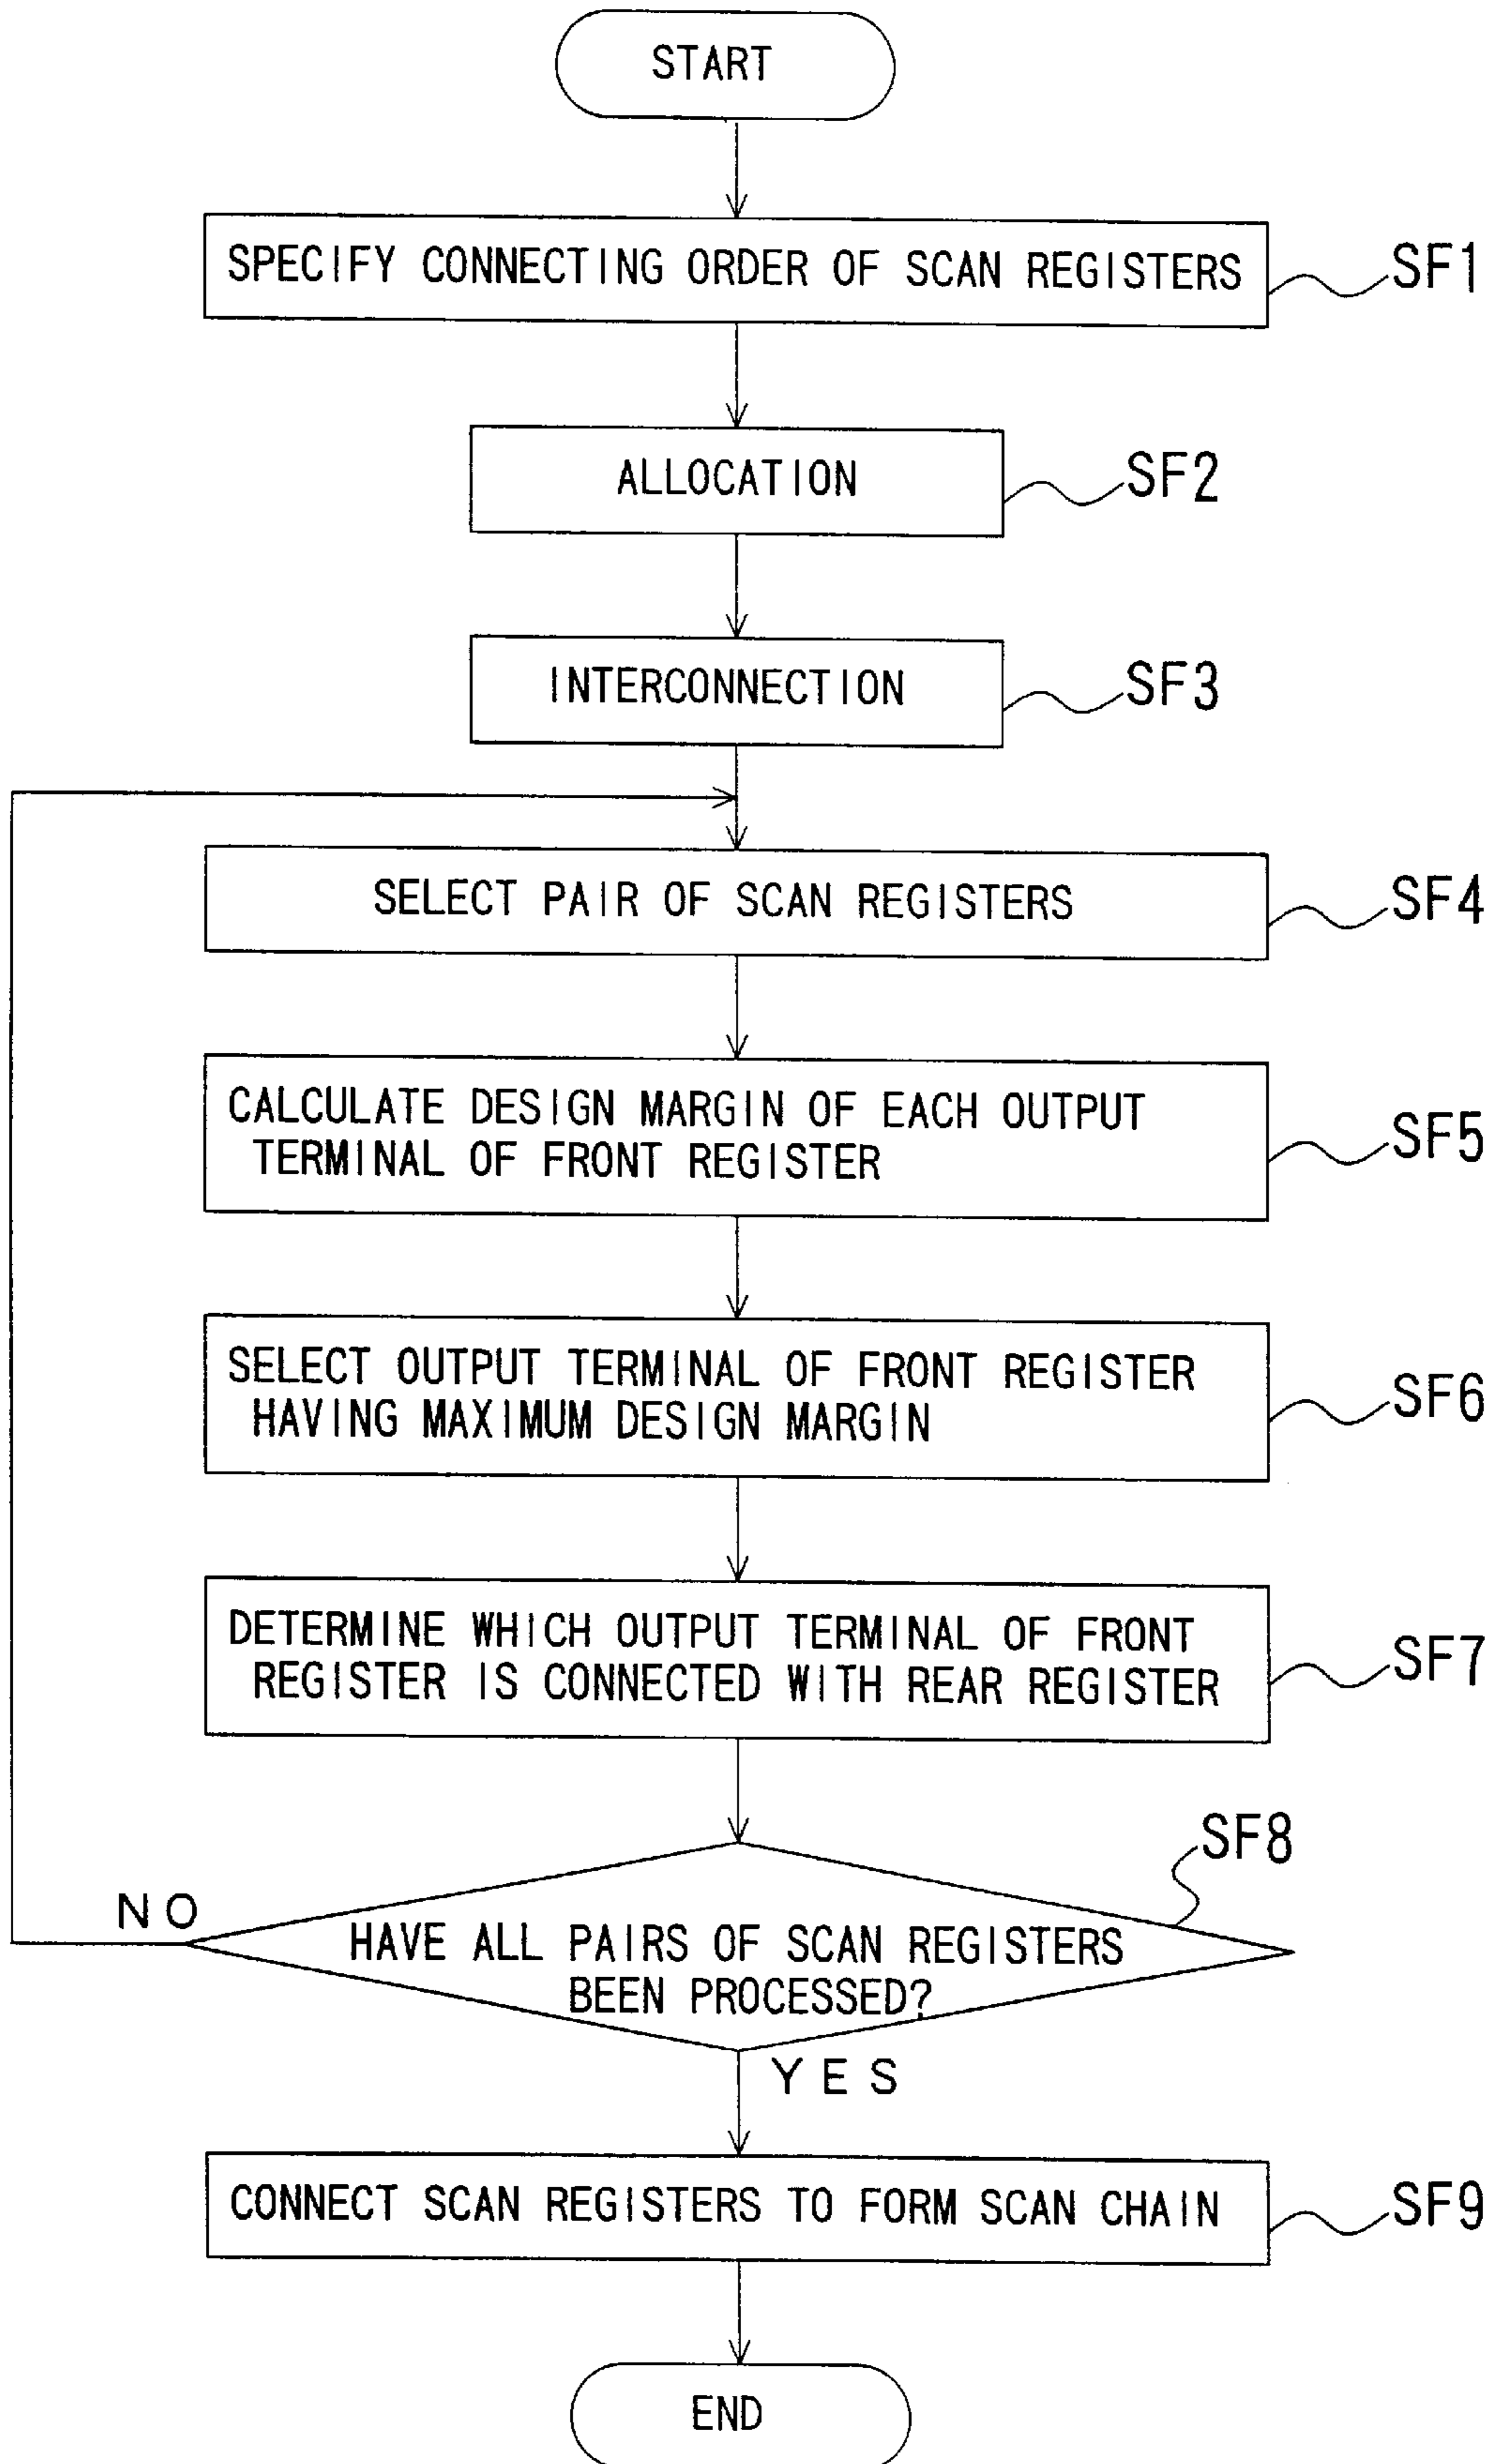 START
SPECIFY CONNECTING ORDER OF SCAN REGISTERS
SF1
ALLOCATION
SF2
INTERCONNECTION
SF3
SELECT PAIR OF SCAN REGISTERS
SF4
CALCULATE DESIGN MARGIN OF EACH OUTPUT
TERMINAL OF FRONT REGISTER
SF5
SELECT OUTPUT TERMINAL OF FRONT REGISTER
HAVING MAXIMUM DESIGN MARGIN
SF6
DETERMINE WHICH OUTPUT TERMINAL OF FRONT
REGISTER IS CONNECTED WITH REAR REGISTER
SF7
SF8
NO
HAVE ALL PAIRS OF SCAN REGISTERS
BEEN PROCESSED?
YES
CONNECT SCAN REGISTERS TO FORM SCAN CHAIN
SF9
END